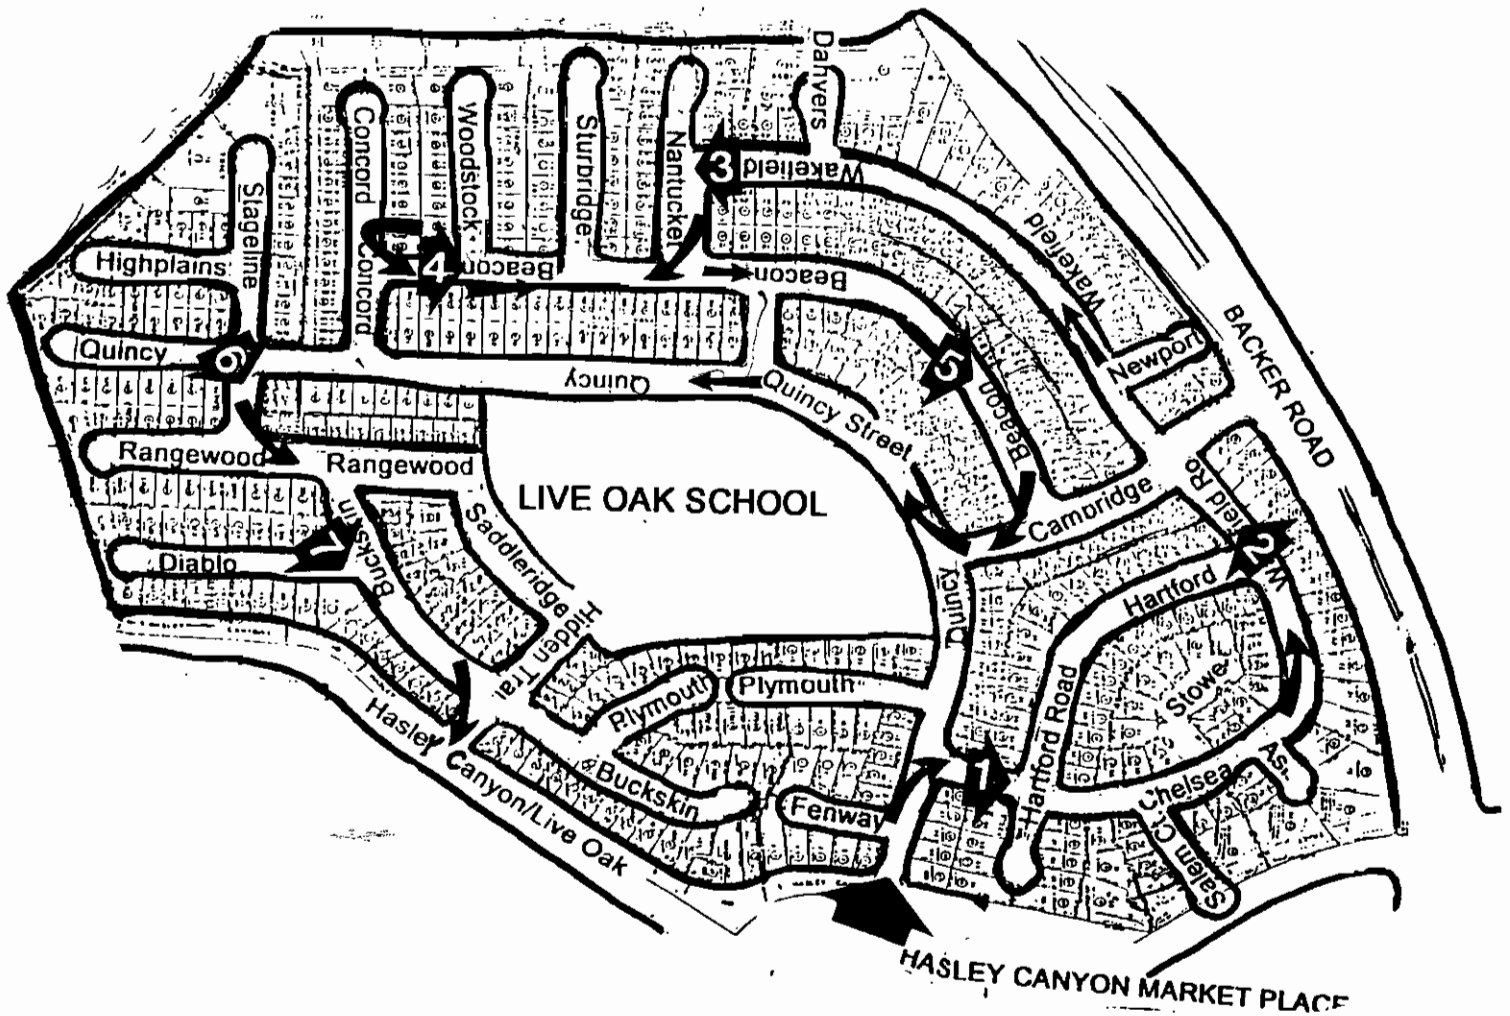 Danvers
Concord
Woodstock
Sturbridge
Nantucket
3
Wakefield
Stageline
Wakefield
Highplains
Concord
4
Beacon
Beacon
Beacon
Quincy
6
Quincy
Quincy Street
5
Beacon
Newport
BACKER ROAD
Rangewood
Rangewood
LIVE OAK SCHOOL
Cambridge
Saddleridge
Diablo
7
Buckskin
Hartford
2
Hidden Trail
Quincy
Plymouth
Plymouth
Hartford Road
Chelsea
1
Buckskin
Fenway
Salem Ct.
Hasley Canyon/Live Oak
HASLEY CANYON MARKET PLACE